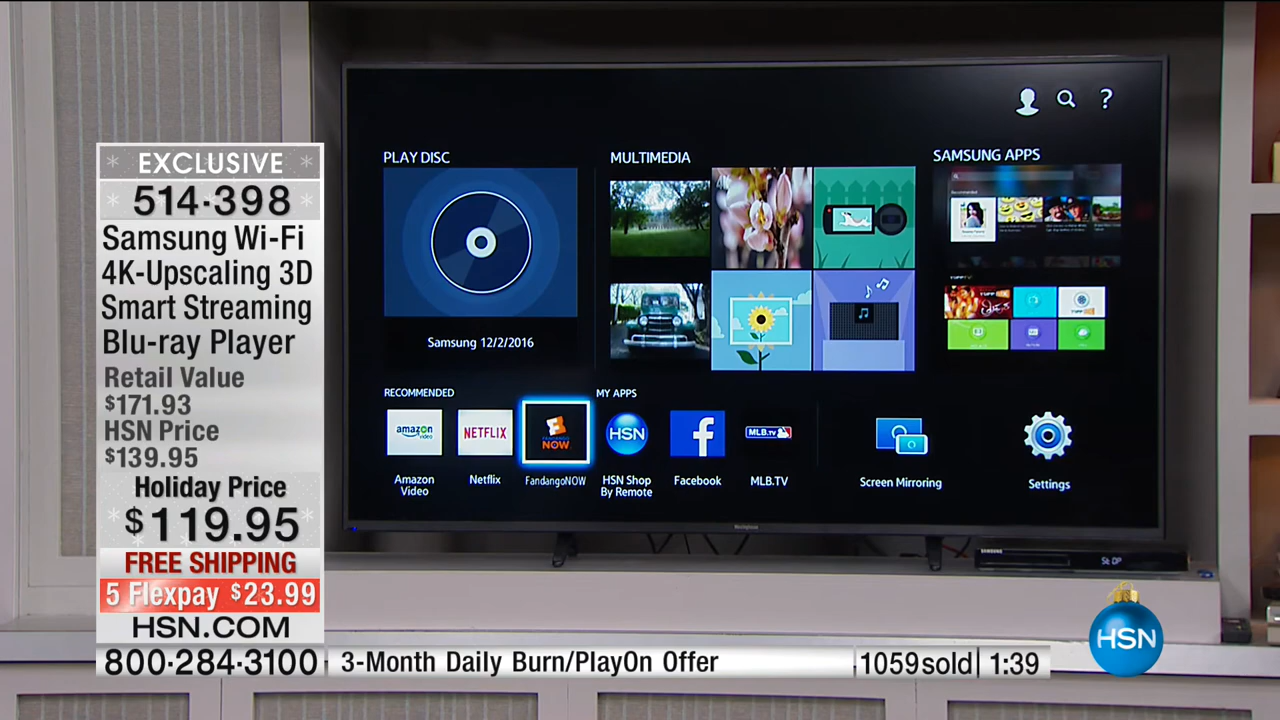 EXCLUSIVE
514-398
Samsung Wi-Fi
4K-Upscaling 3D
Smart Streaming
Blu-ray Player
Retail Value
$171.93
HSN Price
$139.95
Holiday Price
$119.95
FREE SHIPPING
5 Flexpay $23.99
HSN.COM
800·284·3100
3-Month Daily Burn/PlayOn Offer
1059sold
1:39
?
PLAY DISC
MULTIMEDIA
SAMSUNG APPS
Recommended
Samsung 12/2/2016
RECOMMENDED
MY APPS
amazon video
NETFLIX
FANDANGO NOW
HSN
f
MLB.tv
Amazon Video
Netflix
FandangoNOW
HSN Shop By Remote
Facebook
MLB.TV
Screen Mirroring
Settings
Westinghouse
SAMSUNG
HSN